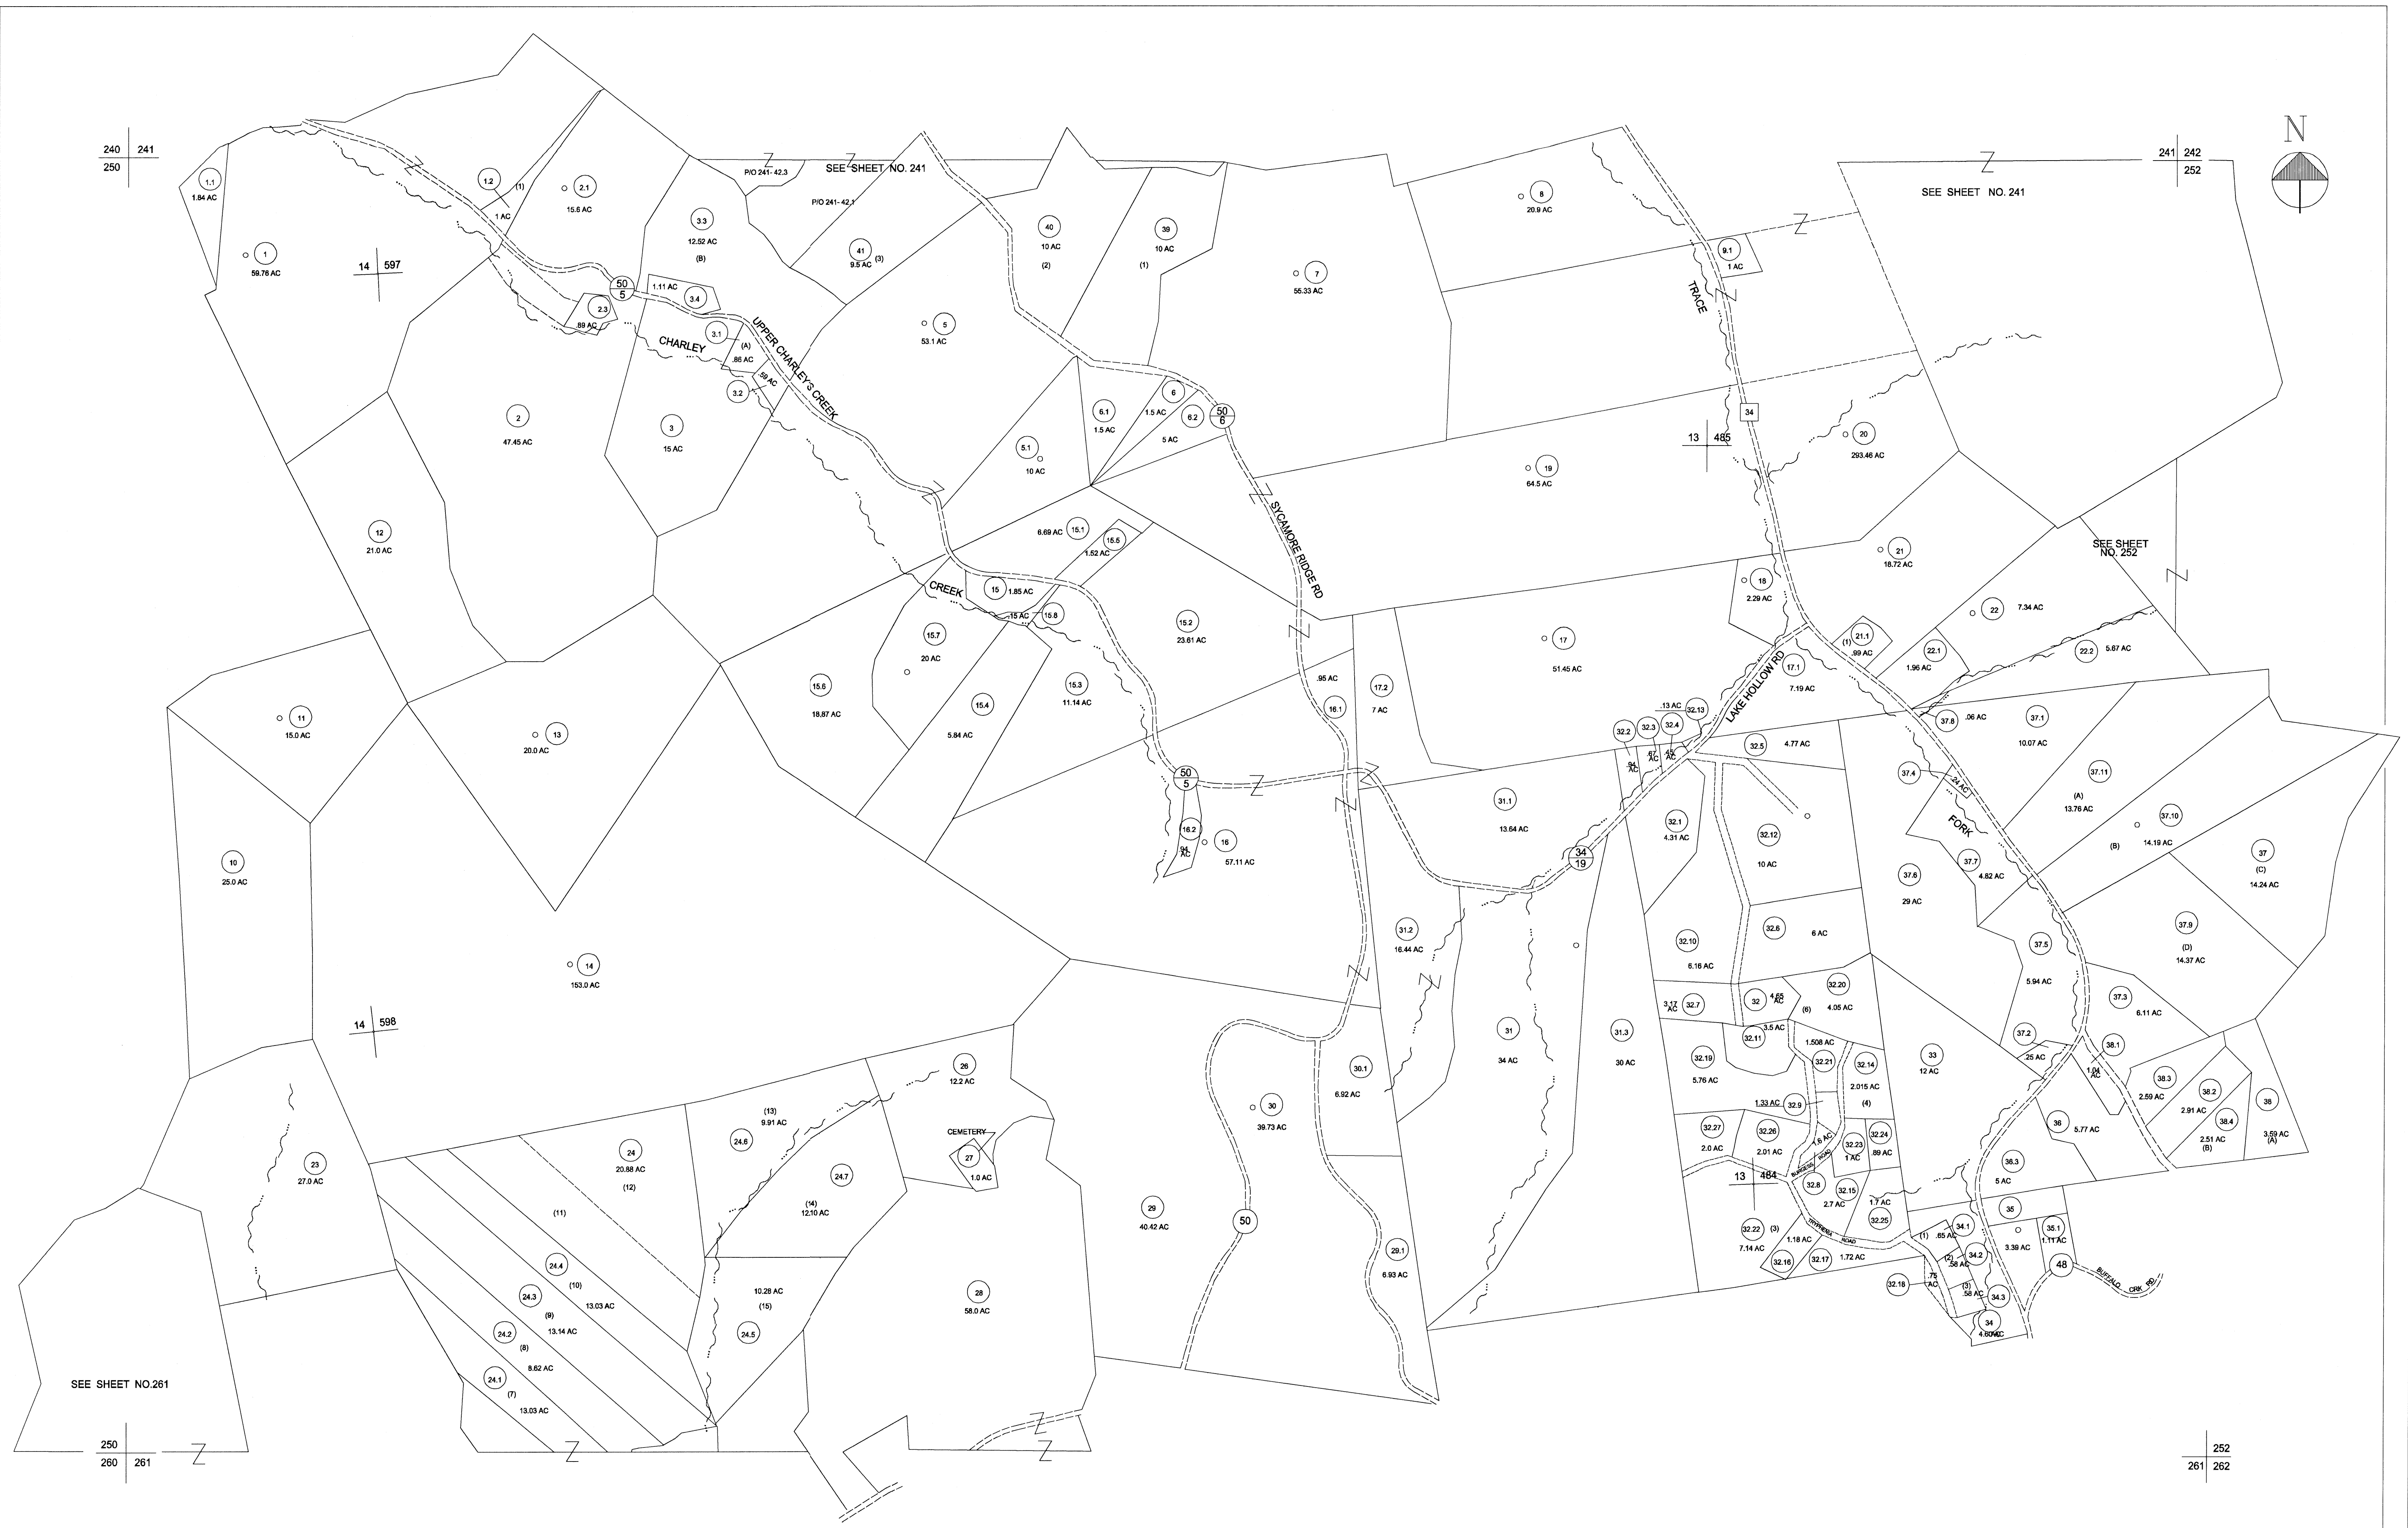 240 241
250
1.1
1.84 AC
1
59.76 AC
14 597
1.2
(1)
1 AC
2.1
15.6 AC
50
5
2.3
.89 AC
CHARLEY
3.3
12.52 AC
(B)
1.11 AC
3.4
3.1
(A)
.86 AC
3.2
.59 AC
UPPER CHARLEY'S CREEK
P/O 241- 42.3
SEE SHEET NO. 241
P/O 241- 42.1
41
9.5 AC (3)
5
53.1 AC
40
10 AC
(2)
39
10 AC
(1)
7
55.33 AC
8
20.9 AC
9.1
1 AC
TRACE
SEE SHEET NO. 241
241 242
252
N
2
47.45 AC
3
15 AC
12
21.0 AC
5.1
10 AC
6.1
1.5 AC
6
1.5 AC
6.2
5 AC
50
6
SYCAMORE RIDGE RD
19
64.5 AC
34
13 485
20
293.46 AC
21
18.72 AC
SEE SHEET
NO. 252
6.69 AC 15.1
15.5
1.52 AC
CREEK
15
1.85 AC
.15 AC
15.8
15.7
20 AC
15.6
18.87 AC
15.4
5.84 AC
15.3
11.14 AC
15.2
23.61 AC
.95 AC
16.1
17.2
7 AC
17
51.45 AC
18
2.29 AC
LAKE HOLLOW RD
17.1
7.19 AC
21.1
(1)
.99 AC
22
7.34 AC
22.1
1.96 AC
22.2
5.67 AC
11
15.0 AC
13
20.0 AC
10
25.0 AC
14
153.0 AC
14 598
50
5
16.2
.94
AC
16
57.11 AC
31.1
13.64 AC
34
19
32.2
.94
AC
32.3
.67
AC
32.4
.45
AC
.13 AC 32.13
32.5
4.77 AC
32.1
4.31 AC
32.12
10 AC
37.8
.06 AC
37.1
10.07 AC
37.4
.24 AC
FORK
37.11
(A)
13.76 AC
37.10
(B)
14.19 AC
37
(C)
14.24 AC
37.7
4.82 AC
37.6
29 AC
37.9
(D)
14.37 AC
37.5
5.94 AC
37.3
6.11 AC
31.2
16.44 AC
31
34 AC
31.3
30 AC
32.10
6.16 AC
32.6
6 AC
3.17
AC
32.7
32
4.65
AC
32.20
4.05 AC
(6)
3.5 AC
32.11
1.508 AC
32.21
32.14
2.015 AC
(4)
32.19
5.76 AC
1.33 AC 32.9
32.27
2.0 AC
32.26
2.01 AC
1.6 AC
BURGESS ROAD
32.23
1 AC
32.24
.89 AC
13 484
32.8
2.7 AC
32.15
1.7 AC
32.25
32.22 (3)
7.14 AC
1.18 AC
32.16
32.17
1.72 AC
TRYPHENIA ROAD
33
12 AC
37.2
.25 AC
38.1
1.04
AC
38.3
2.59 AC
38.2
2.91 AC
38.4
2.51 AC
(B)
38
3.59 AC
(A)
36
5.77 AC
36.3
5 AC
35
3.39 AC
35.1
1.11 AC
34.1
(1)
.65 AC
(2)
34.2
.58 AC
(3)
.58 AC
34.3
34
32.18
.75
AC
48
BUFFALO CRK RD
23
27.0 AC
24
20.88 AC
(12)
(11)
24.4
(10)
13.03 AC
24.3
(9)
13.14 AC
24.2
(8)
8.62 AC
24.1
(7)
13.03 AC
(13)
9.91 AC
24.6
24.7
(14)
12.10 AC
10.28 AC
(15)
24.5
26
12.2 AC
CEMETERY
27
1.0 AC
28
58.0 AC
29
40.42 AC
30
39.73 AC
30.1
6.92 AC
50
29.1
6.93 AC
SEE SHEET NO.261
250
260 261
252
261 262